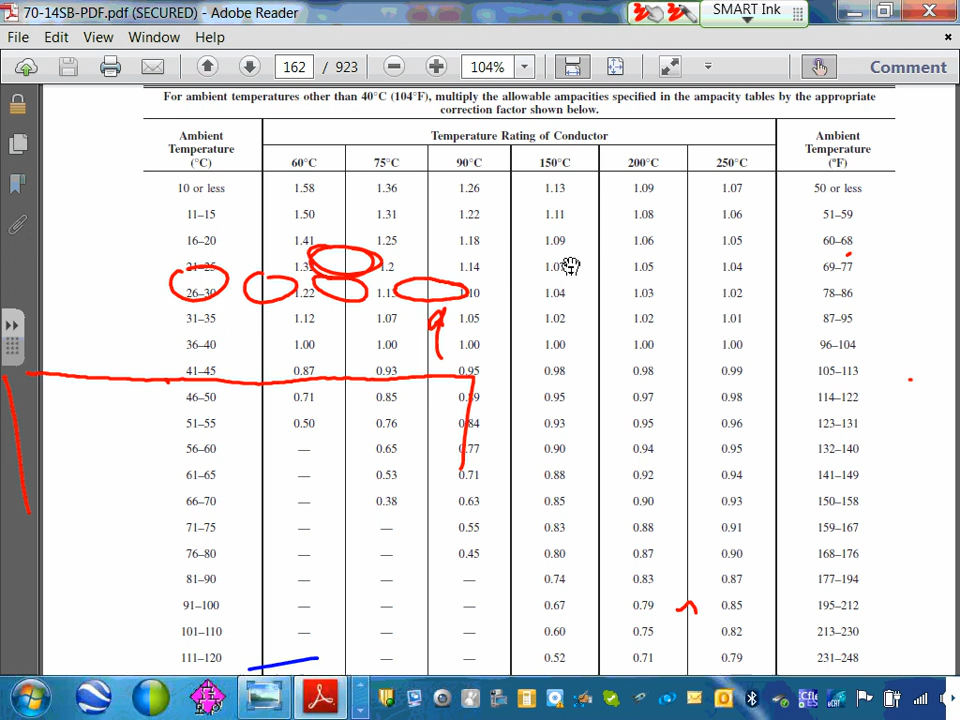 70-14SB-PDF.pdf (SECURED) - Adobe Reader
SMART Ink
File Edit View Window Help
162 / 923 104% Comment
For ambient temperatures other than 40°C (104°F), multiply the allowable ampacities specified in the ampacity tables by the appropriate
correction factor shown below.
Ambient Temperature (°C) Temperature Rating of Conductor Ambient Temperature (°F)
60°C 75°C 90°C 150°C 200°C 250°C
10 or less 1.58 1.36 1.26 1.13 1.09 1.07 50 or less
11–15 1.50 1.31 1.22 1.11 1.08 1.06 51–59
16–20 1.41 1.25 1.18 1.09 1.06 1.05 60–68
21–25 1.14 1.05 1.04 69–77
26–30 1.22 1.04 1.03 1.02 78–86
31–35 1.12 1.07 1.05 1.02 1.02 1.01 87–95
36–40 1.00 1.00 1.00 1.00 1.00 1.00 96–104
41–45 0.87 0.93 0.95 0.98 0.98 0.99 105–113
46–50 0.71 0.85 0.89 0.95 0.97 0.98 114–122
51–55 0.50 0.76 0.84 0.93 0.95 0.96 123–131
56–60 — 0.65 0.77 0.90 0.94 0.95 132–140
61–65 — 0.53 0.71 0.88 0.92 0.94 141–149
66–70 — 0.38 0.63 0.85 0.90 0.93 150–158
71–75 — — 0.55 0.83 0.88 0.91 159–167
76–80 — — 0.45 0.80 0.87 0.90 168–176
81–90 — — — 0.74 0.83 0.87 177–194
91–100 — — — 0.67 0.79 0.85 195–212
101–110 — — — 0.60 0.75 0.82 213–230
111–120 — — 0.52 0.71 0.79 231–248